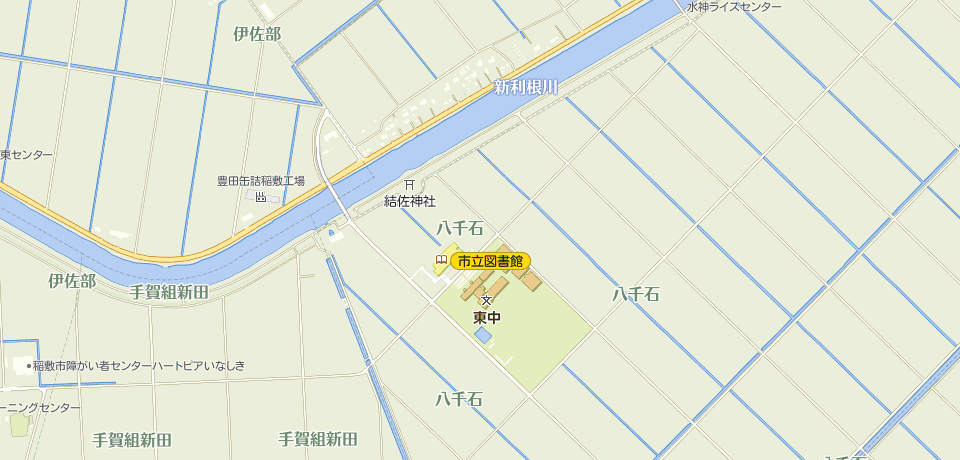 水神ライスセンター
伊佐部
新利根川
東センター
豊田缶詰稲敷工場
結佐神社
八千石
市立図書館
伊佐部
手賀組新田
八千石
東中
稲敷市障がい者センターハートピアいなしき
八千石
ーニングセンター
手賀組新田
手賀組新田
八千石